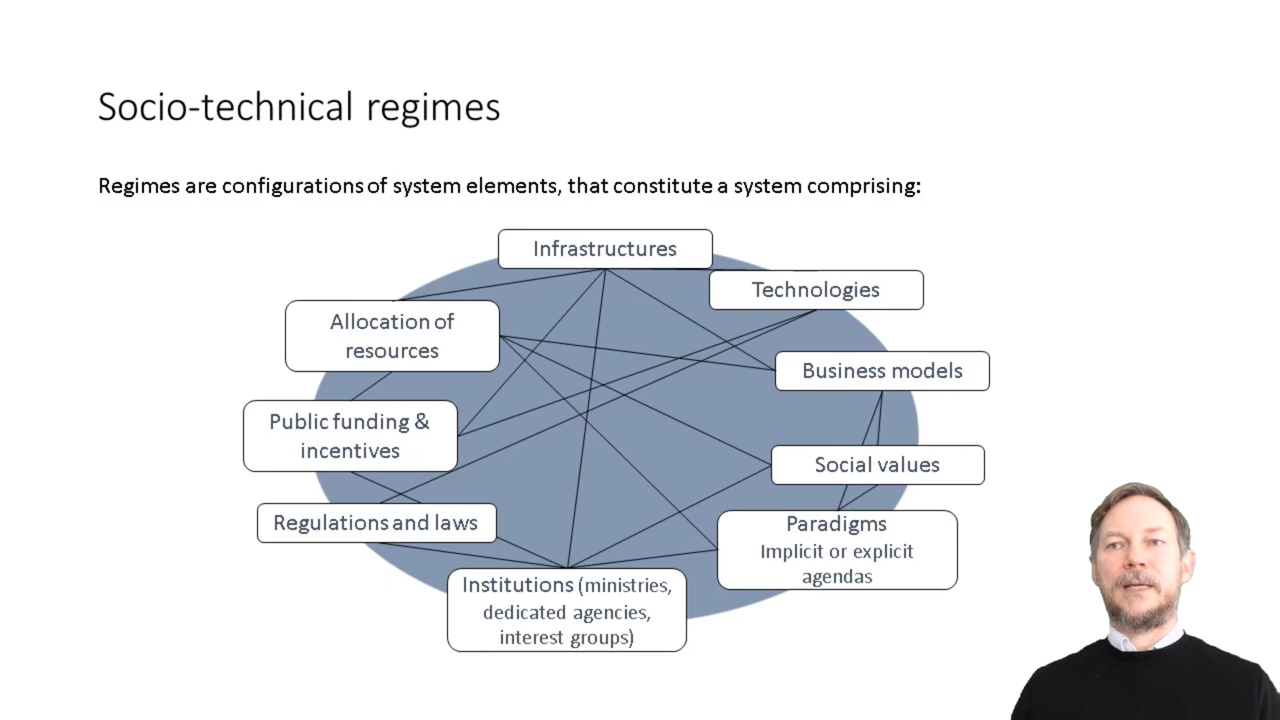 Socio-technical regimes
Regimes are configurations of system elements, that constitute a system comprising:
Infrastructures
Technologies
Allocation of
resources
Business models
Public funding &
incentives
Social values
Regulations and laws
Paradigms
Implicit or explicit
agendas
Institutions (ministries,
dedicated agencies,
interest groups)